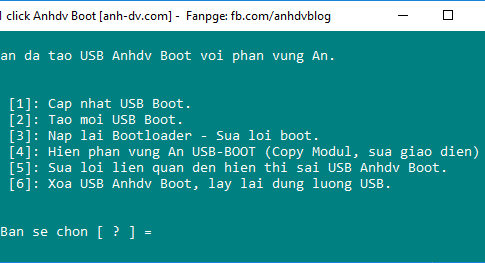 click Anhdv Boot [anh-dv.com] - Fanpge: fb.com/anhdvblog
an da tao USB Anhdv Boot voi phan vung An.
[1]: Cap nhat USB Boot.
[2]: Tao moi USB Boot.
[3]: Nap lai Bootloader - Sua loi boot.
[4]: Hien phan vung An USB-BOOT (Copy Modul, sua giao dien)
[5]: Sua loi lien quan den hien thi sai USB Anhdv Boot.
[6]: Xoa USB Anhdv Boot, lay lai dung luong USB.
Ban se chon [ ? ] =